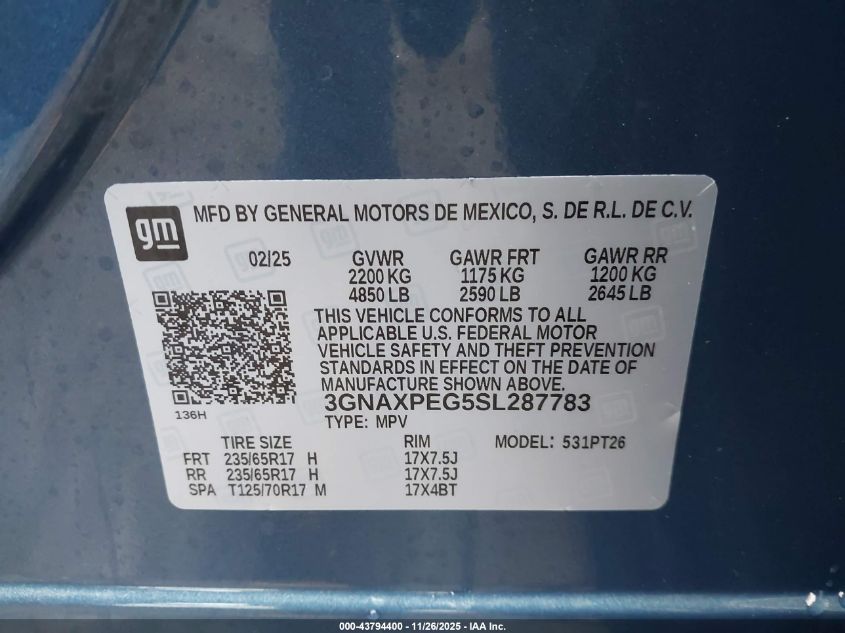 gm
MFD BY GENERAL MOTORS DE MEXICO, S. DE R.L. DE C.V.
02/25 GVWR GAWR FRT GAWR RR
2200 KG 1175 KG 1200 KG
4850 LB 2590 LB 2645 LB
THIS VEHICLE CONFORMS TO ALL
APPLICABLE U.S. FEDERAL MOTOR
VEHICLE SAFETY AND THEFT PREVENTION
STANDARDS IN EFFECT ON THE DATE OF
MANUFACTURE SHOWN ABOVE.
136H
3GNAXPEG5SL287783
TYPE: MPV
TIRE SIZE RIM MODEL: 531PT26
FRT 235/65R17 H 17X7.5J
RR 235/65R17 H 17X7.5J
SPA T125/70R17 M 17X4BT
000-43794400 - 11/26/2025 - IAA Inc.